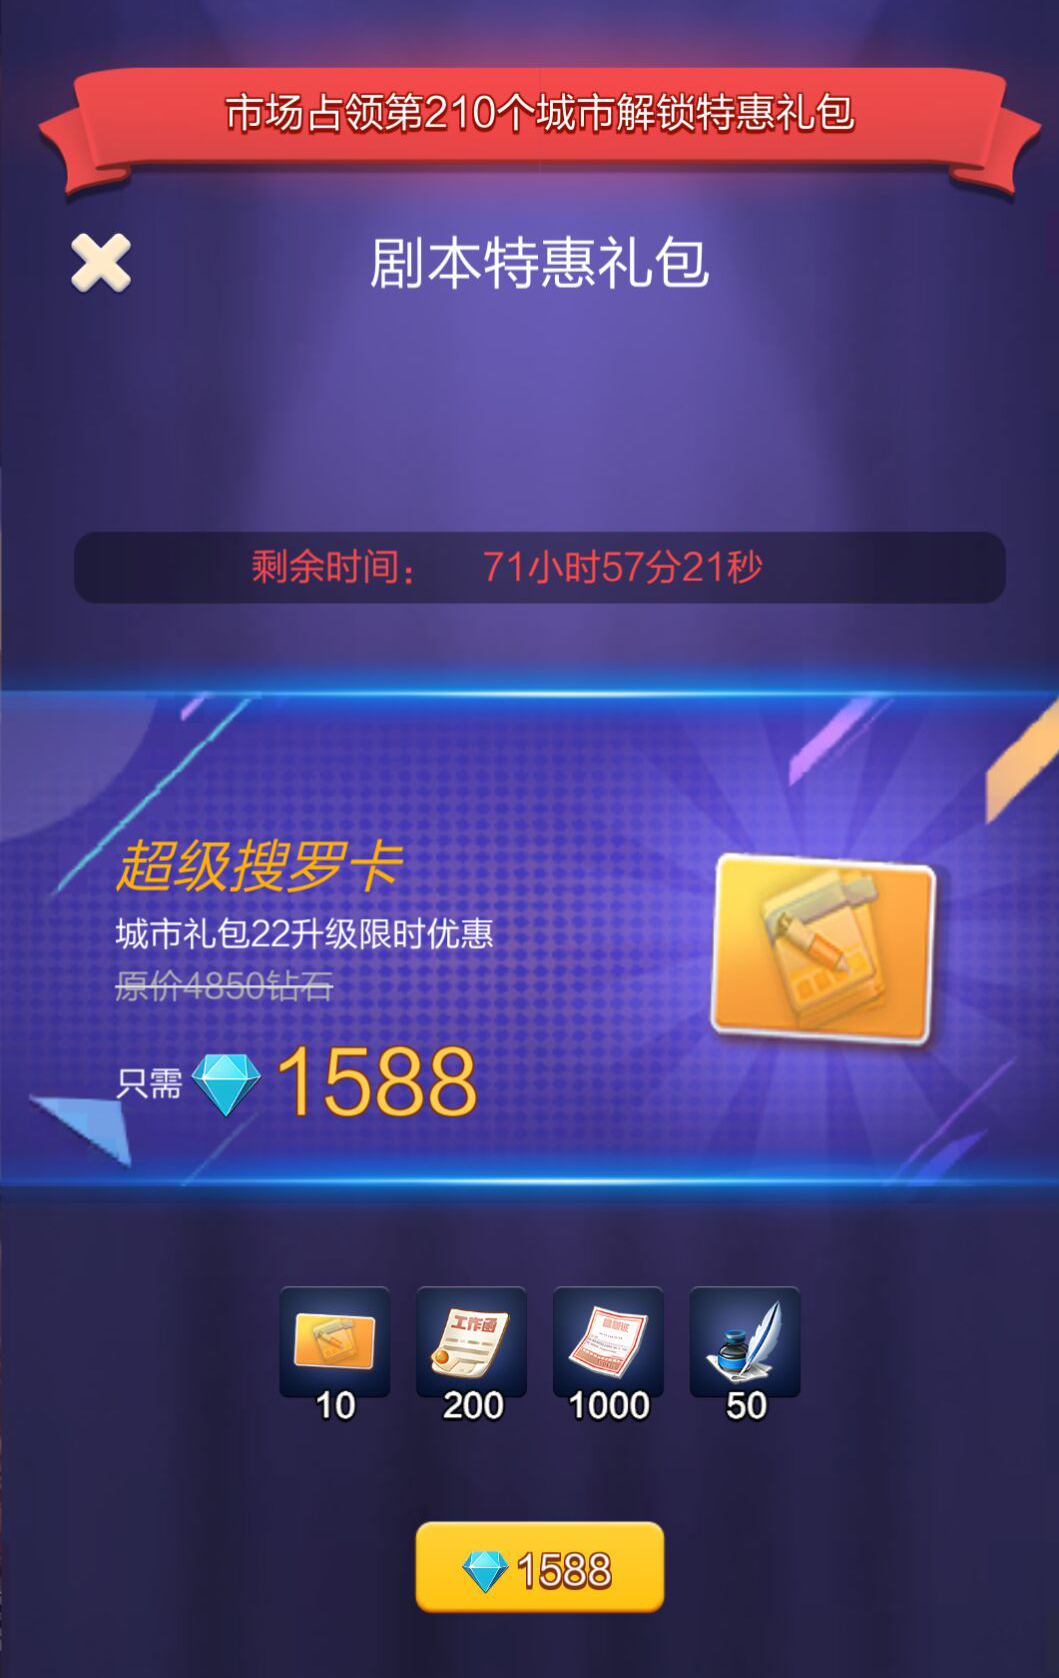 市场占领第210个城市解锁特惠礼包
剧本特惠礼包
剩余时间： 71小时57分21秒
超级搜罗卡
城市礼包22升级限时优惠
原价4850钻石
只需 1588
工作函
10 200 1000 50
1588